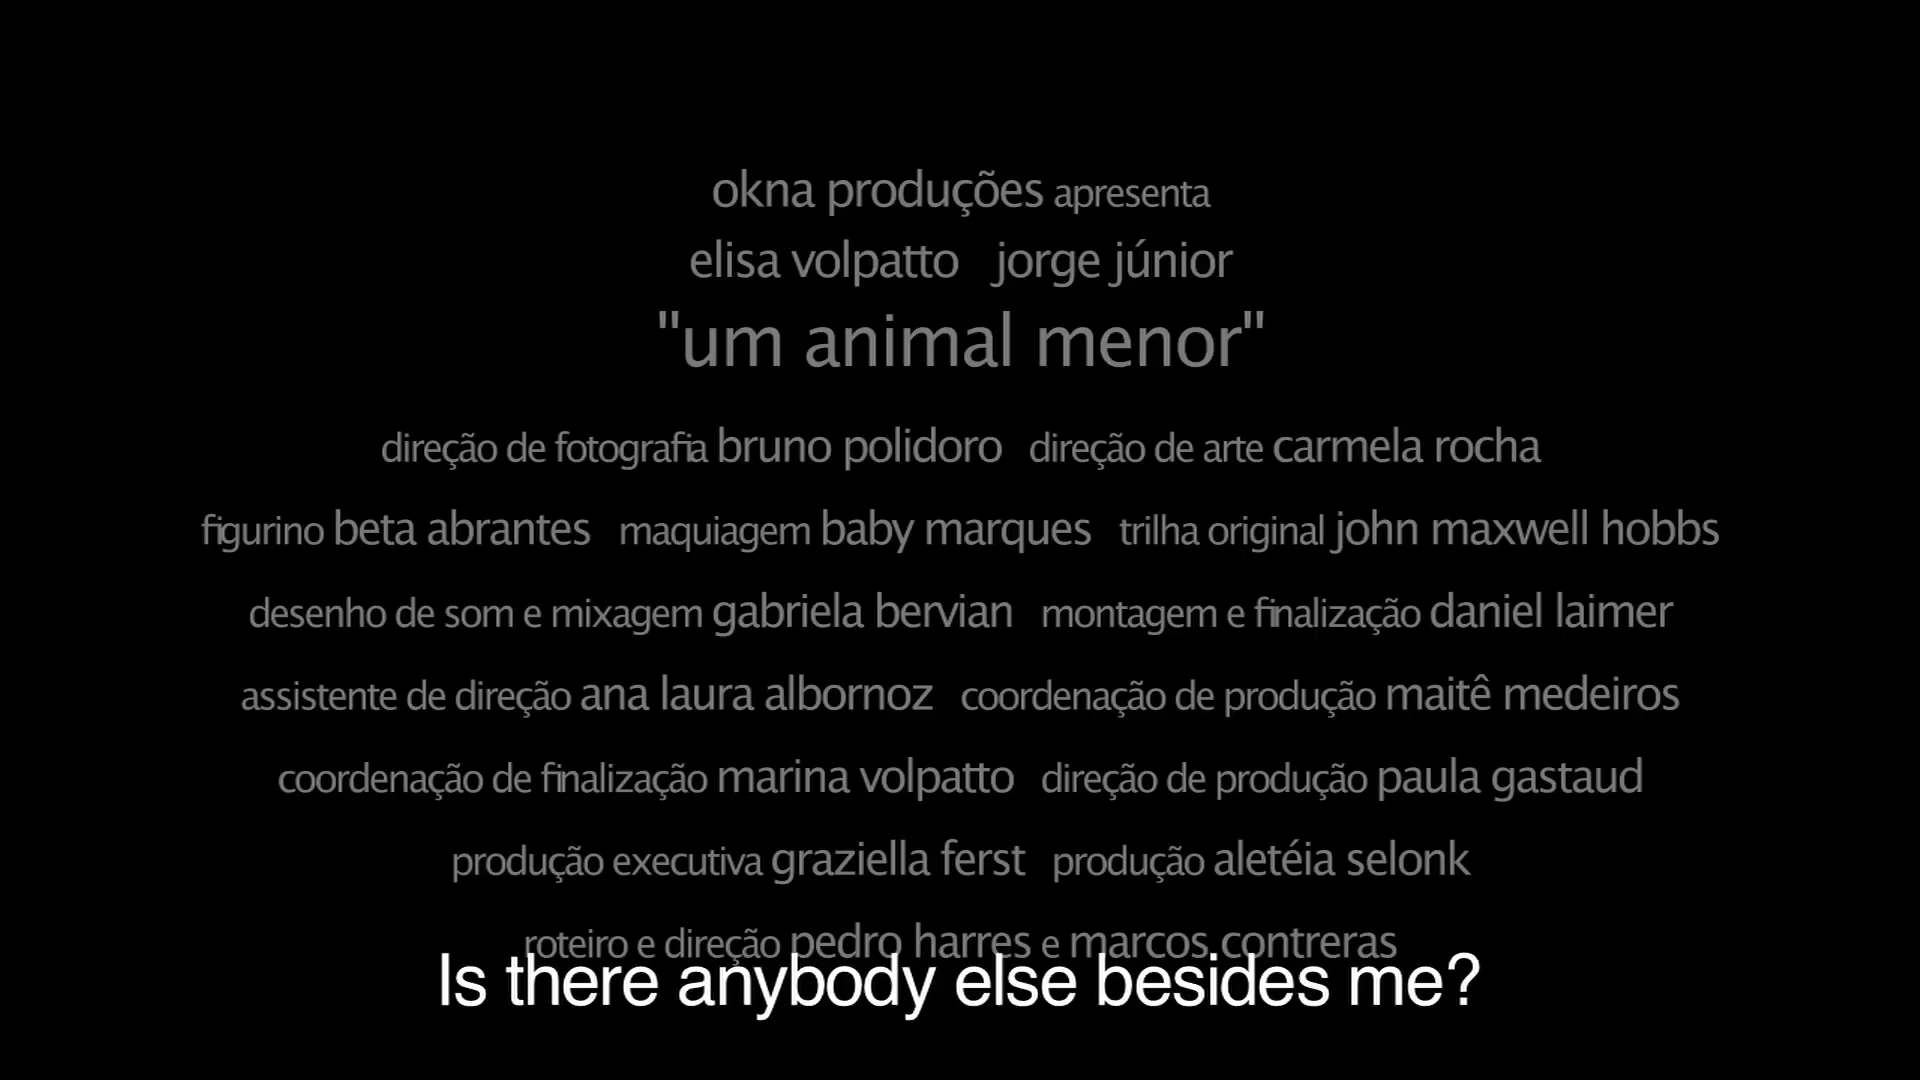 okna produções apresenta
elisa volpatto jorge júnior
"um animal menor"
direção de fotografia bruno polidoro direção de arte carmela rocha
figurino beta abrantes maquiagem baby marques trilha original john maxwell hobbs
desenho de som e mixagem gabriela bervian montagem e finalização daniel laimer
assistente de direção ana laura albornoz coordenação de produção maitê medeiros
coordenação de finalização marina volpatto direção de produção paula gastaud
produção executiva graziella ferst produção aletéia selonk
roteiro e direção pedro harres e marcos contreras
Is there anybody else besides me?